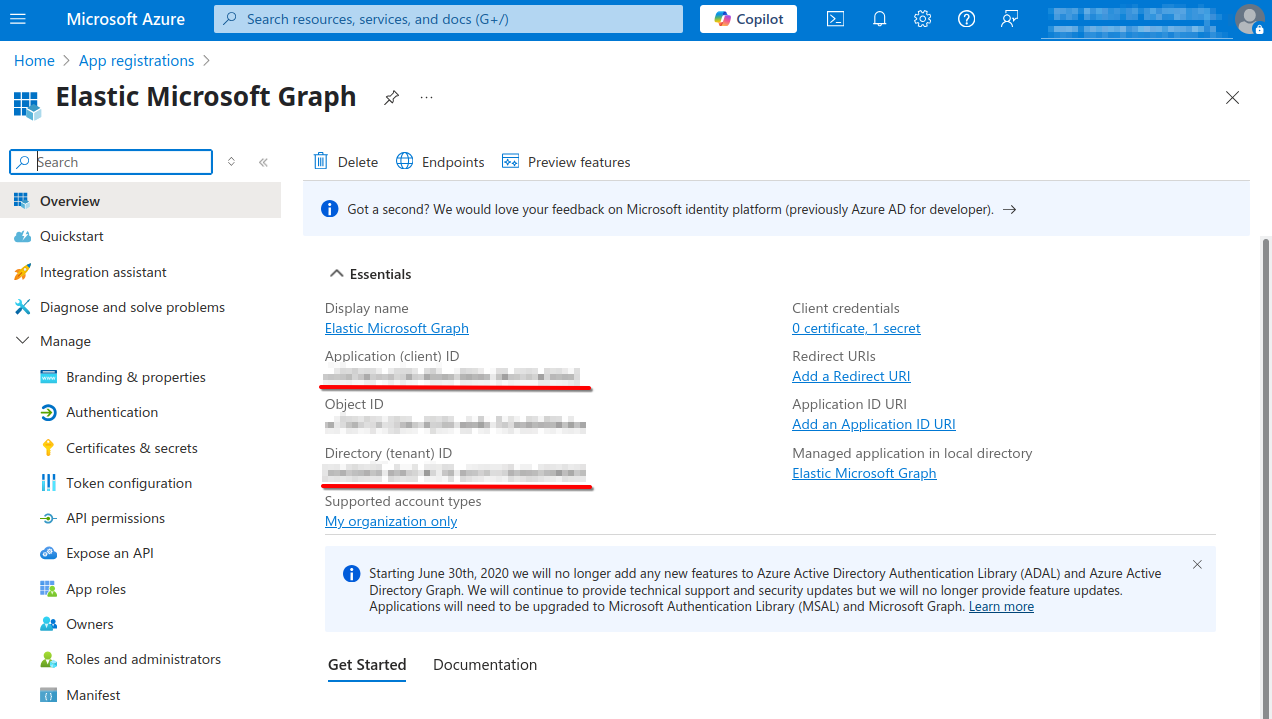 Microsoft Azure
Search resources, services, and docs (G+/)
Copilot
Home
App registrations
Elastic Microsoft Graph
...
Search
Delete
Endpoints
Preview features
Overview
Quickstart
Integration assistant
Diagnose and solve problems
Manage
Branding & properties
Authentication
Certificates & secrets
Token configuration
API permissions
Expose an API
App roles
Owners
Roles and administrators
Manifest
Got a second? We would love your feedback on Microsoft identity platform (previously Azure AD for developer).
Essentials
Display name
Elastic Microsoft Graph
Application (client) ID
Object ID
Directory (tenant) ID
Supported account types
My organization only
Client credentials
0 certificate, 1 secret
Redirect URIs
Add a Redirect URI
Application ID URI
Add an Application ID URI
Managed application in local directory
Elastic Microsoft Graph
Starting June 30th, 2020 we will no longer add any new features to Azure Active Directory Authentication Library (ADAL) and Azure Active
Directory Graph. We will continue to provide technical support and security updates but we will no longer provide feature updates.
Applications will need to be upgraded to Microsoft Authentication Library (MSAL) and Microsoft Graph. Learn more
Get Started
Documentation